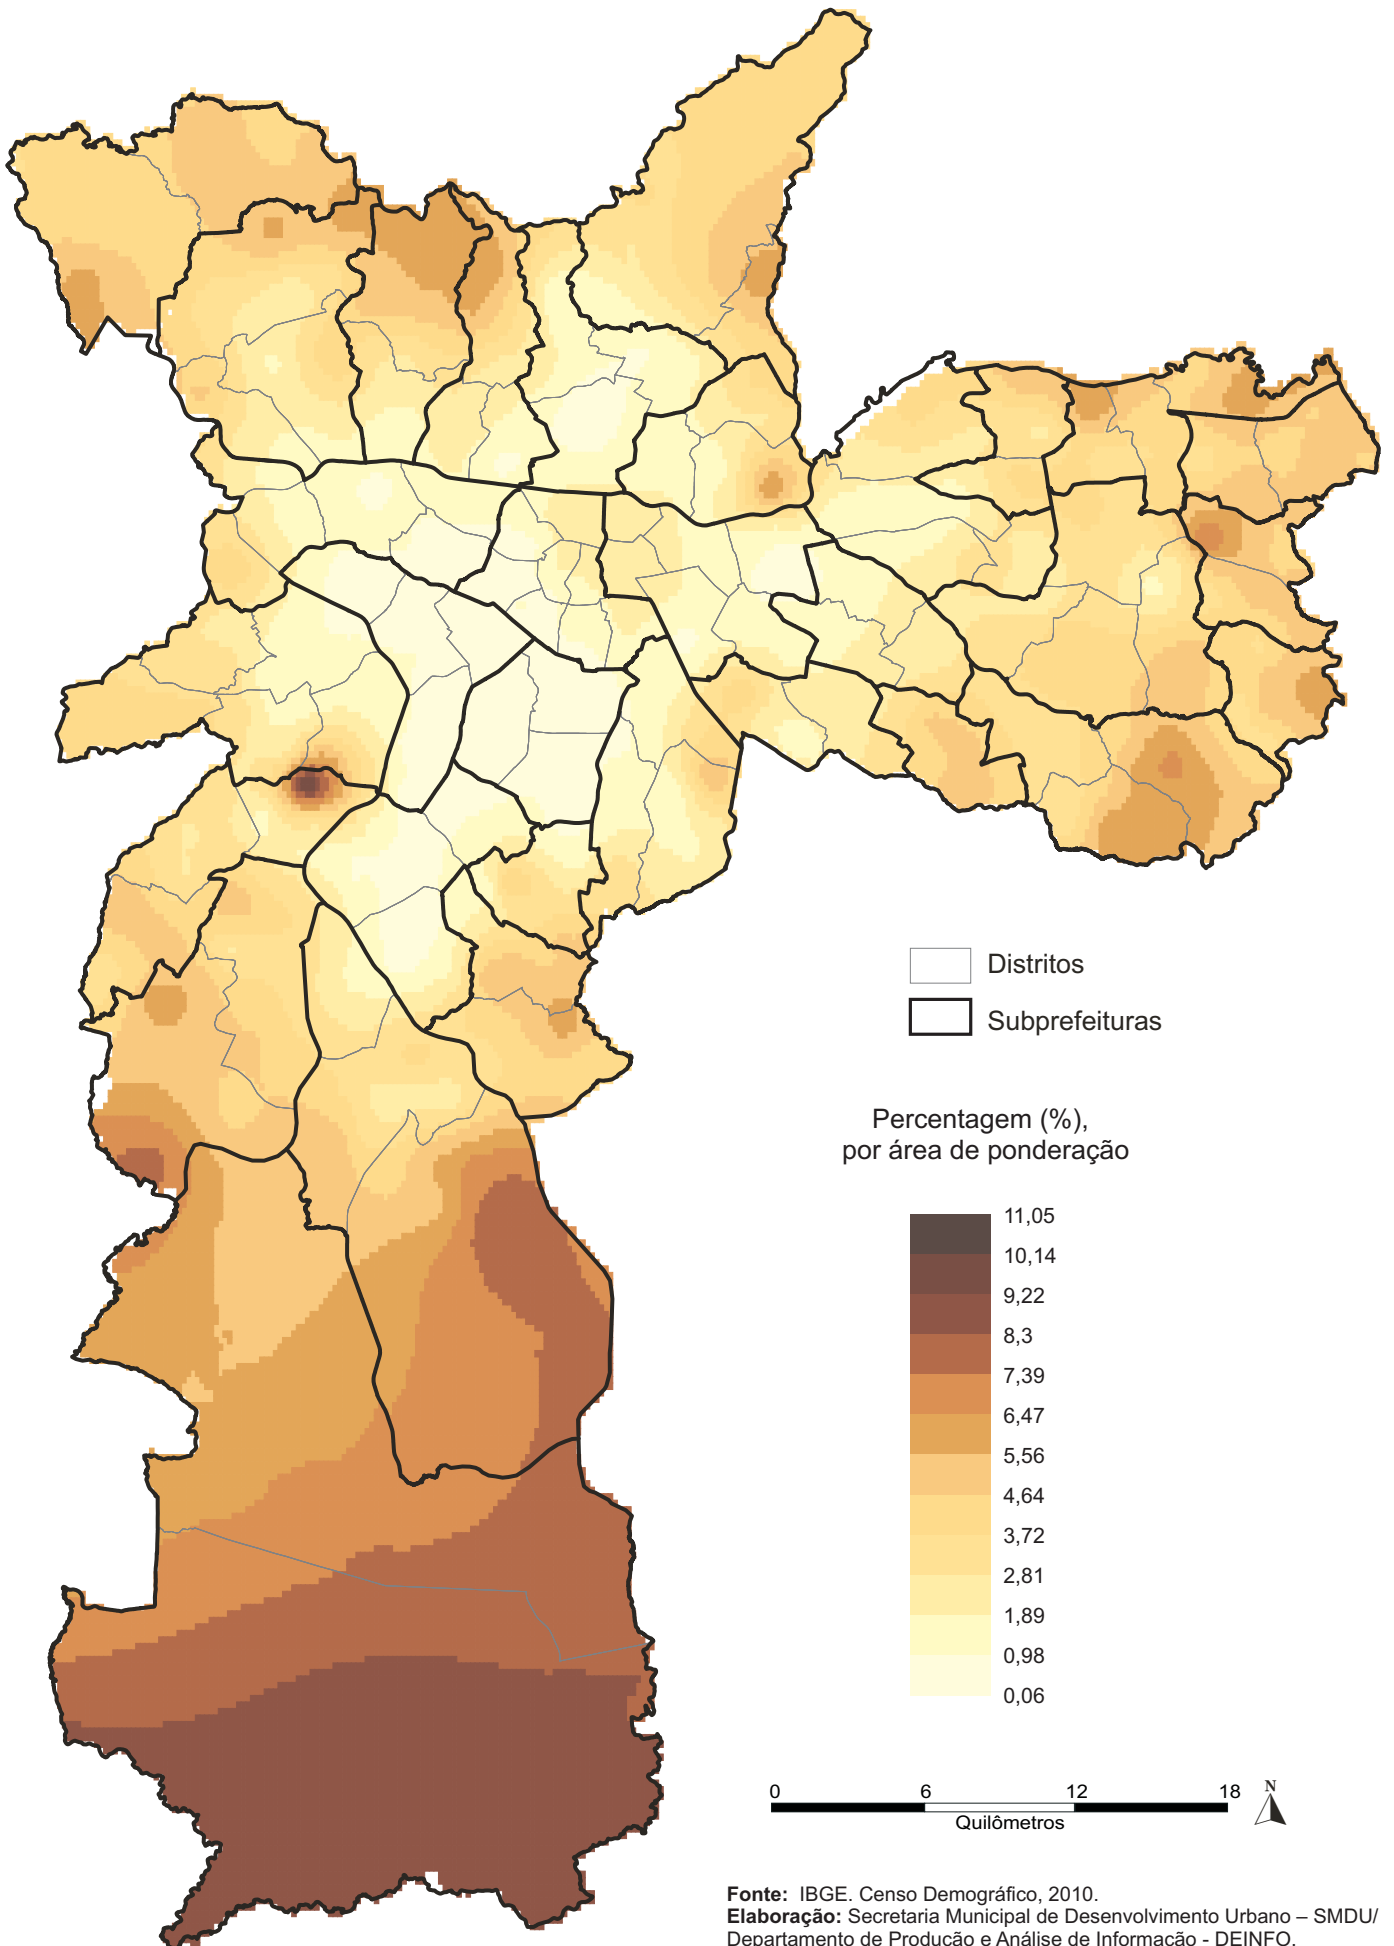 Distritos
Subprefeituras
Percentagem (%),
por área de ponderação
11,05
10,14
9,22
8,3
7,39
6,47
5,56
4,64
3,72
2,81
1,89
0,98
0,06
0 6 12 18
Quilômetros
N
Fonte: IBGE. Censo Demográfico, 2010.
Elaboração: Secretaria Municipal de Desenvolvimento Urbano – SMDU/
Departamento de Produção e Análise de Informação - DEINFO.